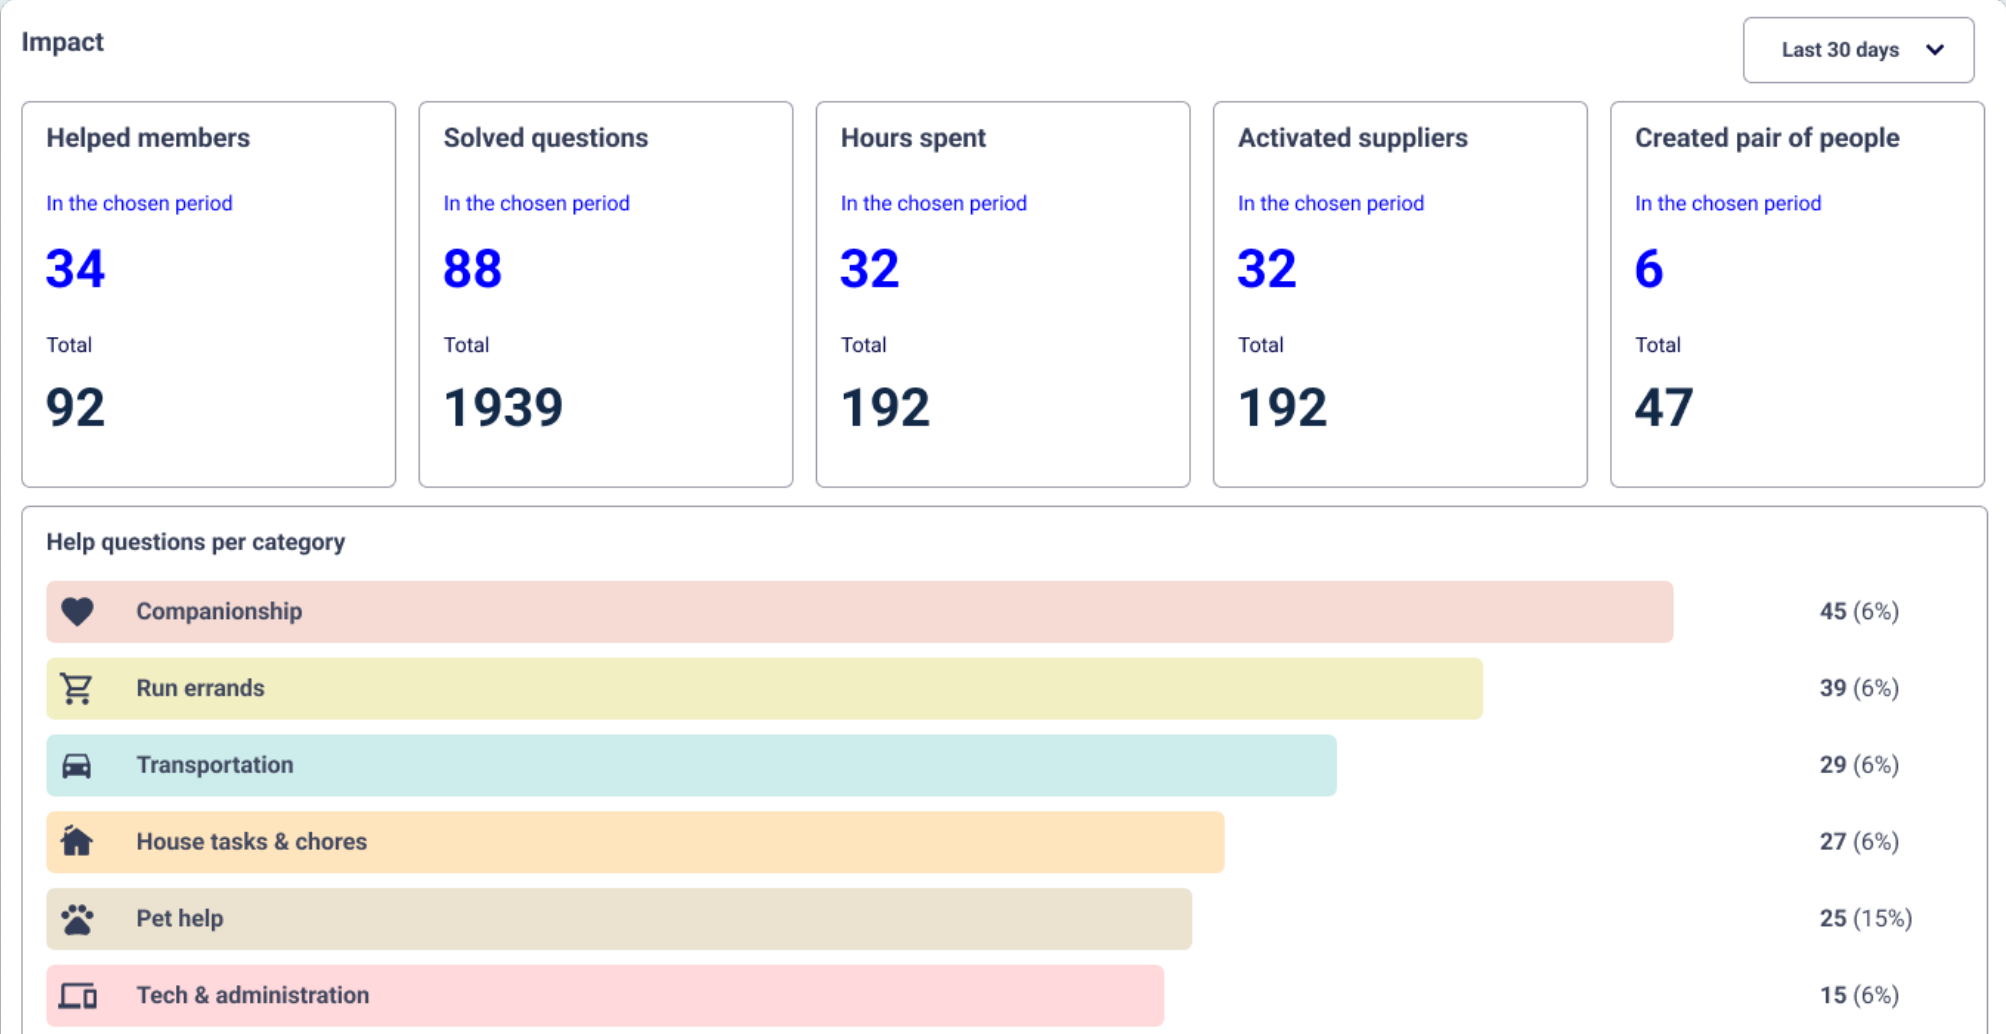 Impact
Last 30 days
Helped members
In the chosen period
34
Total
92
Solved questions
In the chosen period
88
Total
1939
Hours spent
In the chosen period
32
Total
192
Activated suppliers
In the chosen period
32
Total
192
Created pair of people
In the chosen period
6
Total
47
Help questions per category
Companionship 45 (6%)
Run errands 39 (6%)
Transportation 29 (6%)
House tasks & chores 27 (6%)
Pet help 25 (15%)
Tech & administration 15 (6%)